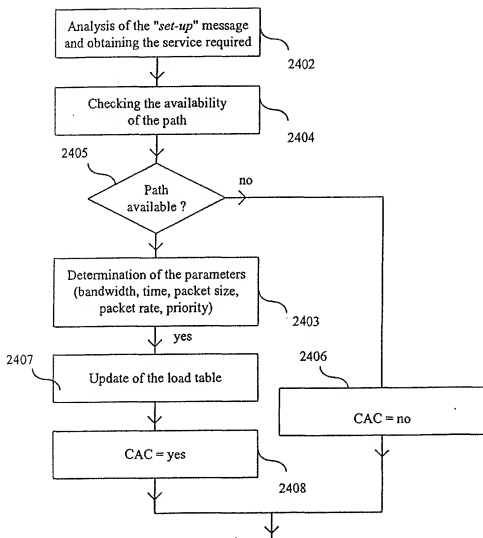 Analysis of the "set-up" message
and obtaining the service required
2402
Checking the availability
of the path
2404
2405
Path
available ?
no
Determination of the parameters
(bandwidth, time, packet size,
packet rate, priority)
2403
yes
2407
Update of the load table
2406
CAC = no
CAC = yes
2408